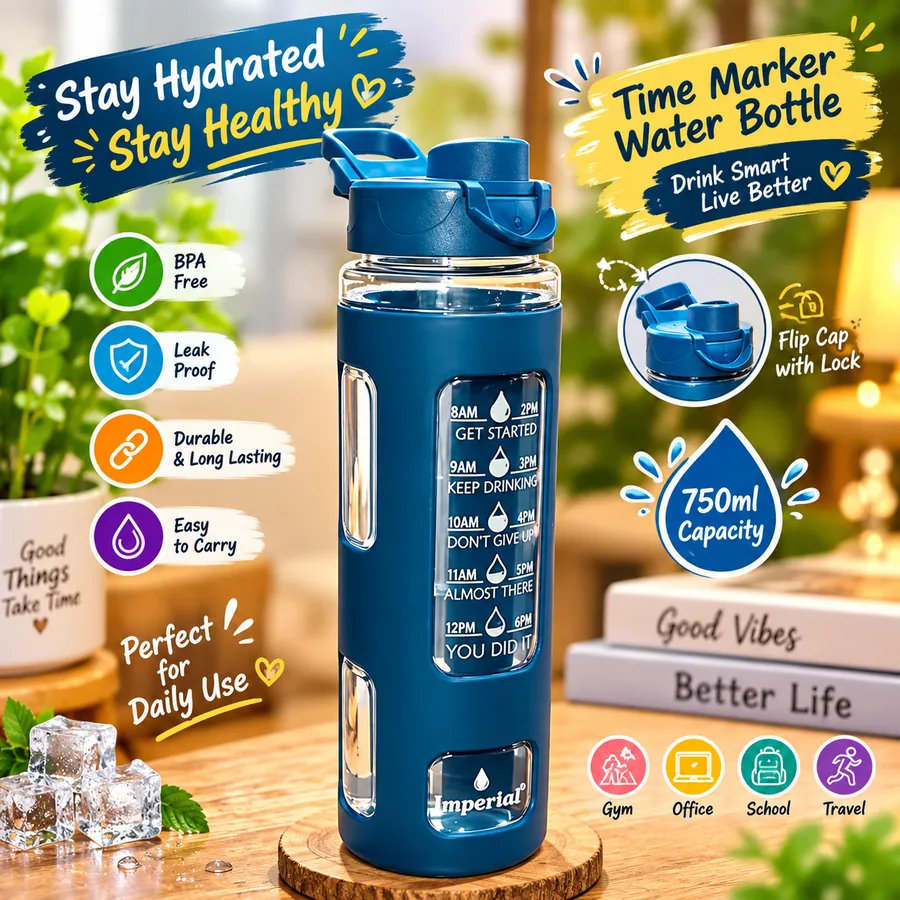 Stay Hydrated
Stay Healthy
Time Marker
Water Bottle
Drink Smart
Live Better
BPA
Free
Leak
Proof
Durable
& Long Lasting
Easy
to Carry
Flip Cap
with Lock
750ml
Capacity
8AM 2PM
GET STARTED
9AM 3PM
KEEP DRINKING
10AM 4PM
DON'T GIVE UP
11AM 5PM
ALMOST THERE
12PM 6PM
YOU DID IT
Imperial
Good
Things
Take Time
Perfect
for
Daily Use
Good Vibes
Better Life
Gym Office School Travel